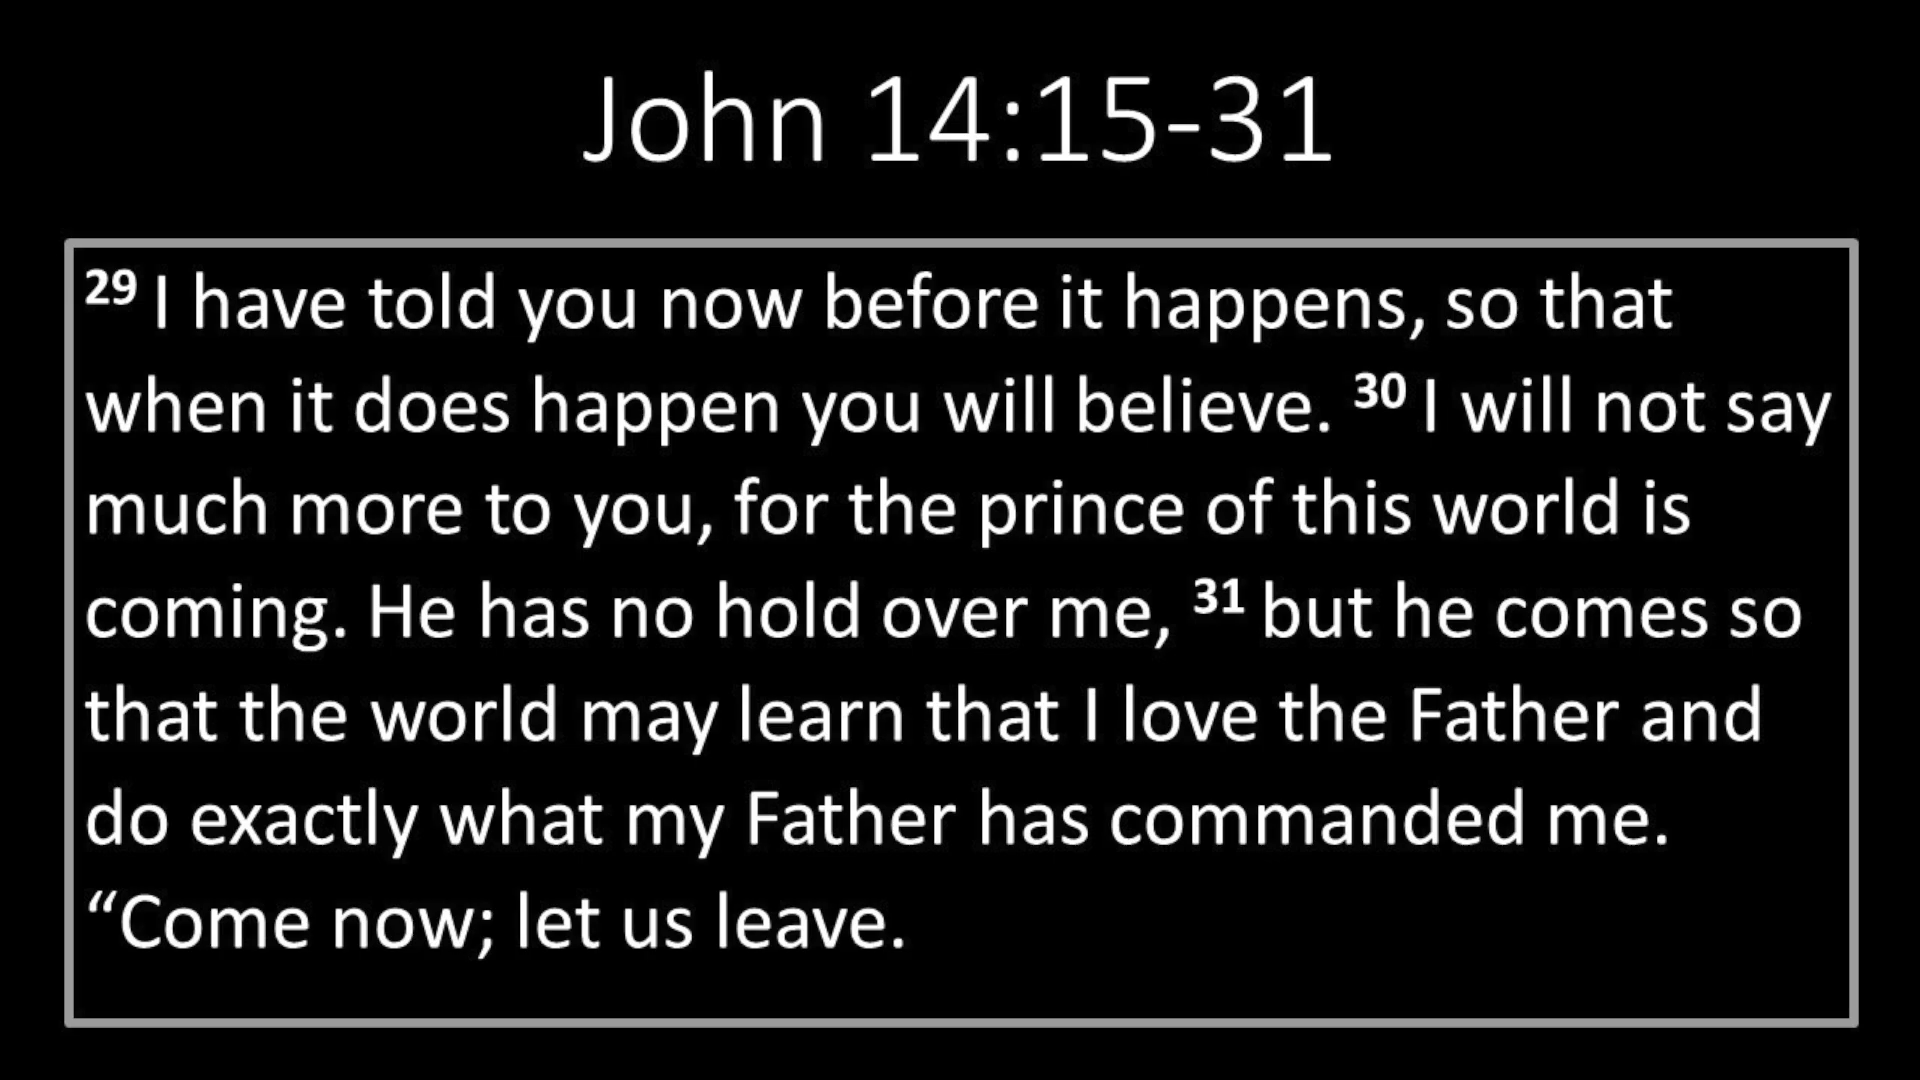 John 14:15-31
29 I have told you now before it happens, so that
when it does happen you will believe. 30 I will not say
much more to you, for the prince of this world is
coming. He has no hold over me, 31 but he comes so
that the world may learn that I love the Father and
do exactly what my Father has commanded me.
“Come now; let us leave.